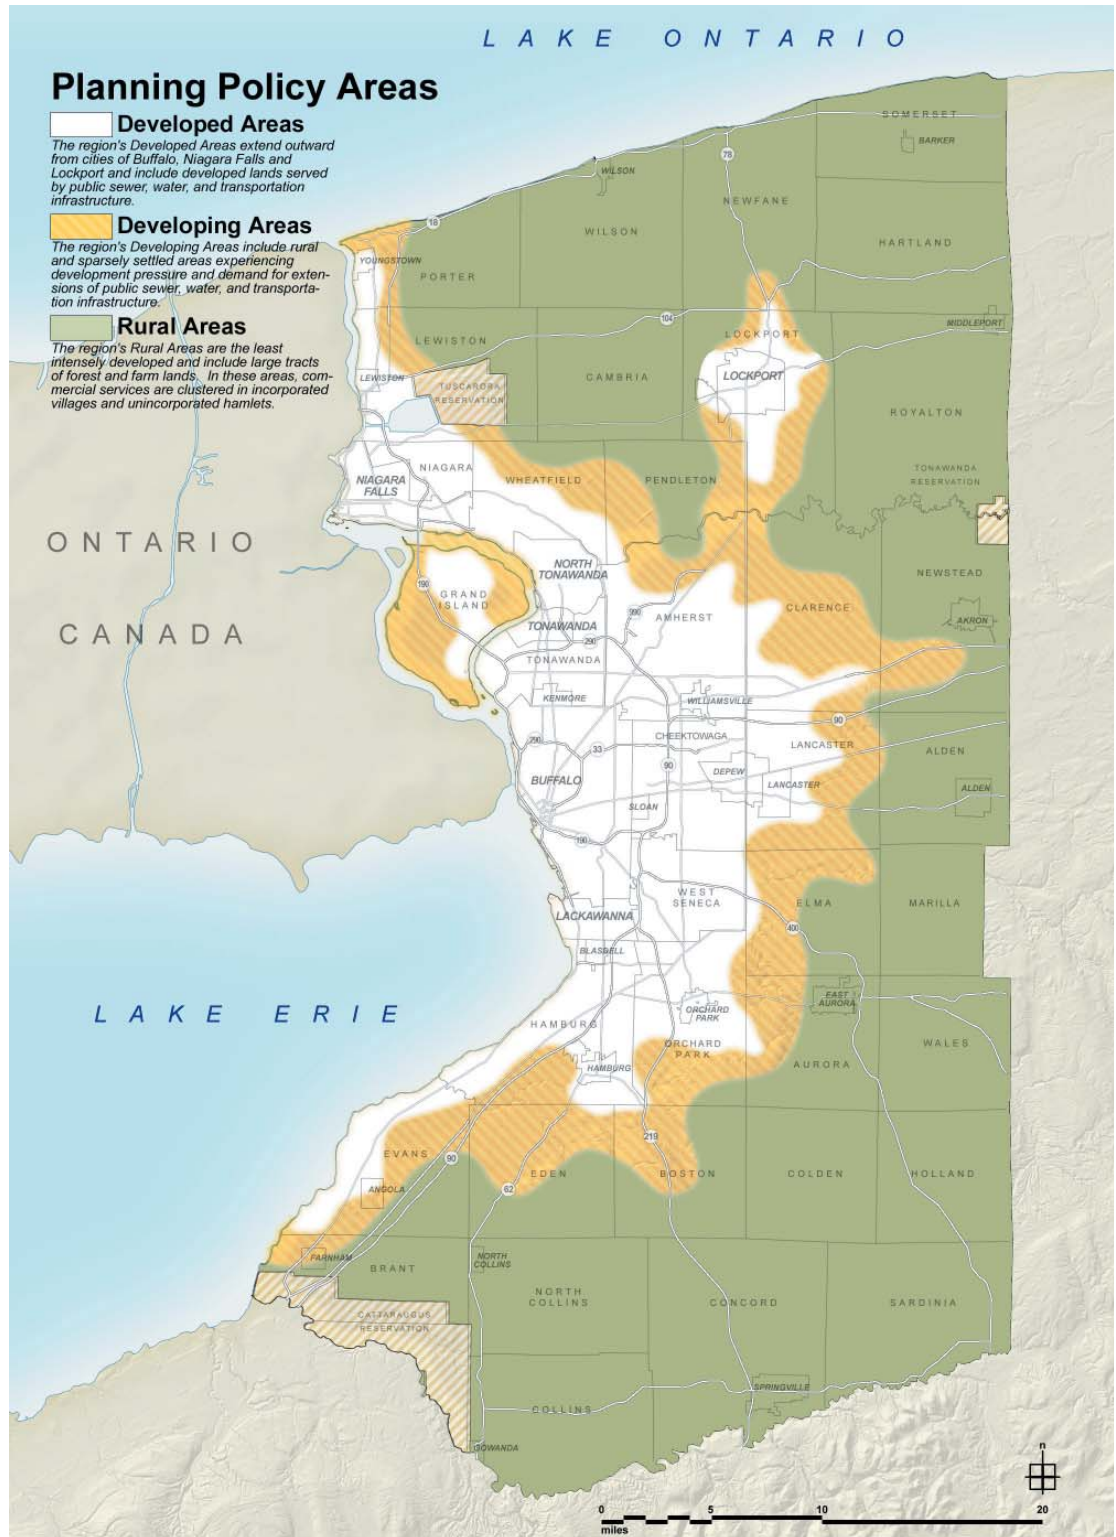 LAKE ONTARIO
Planning Policy Areas
Developed Areas
The region's Developed Areas extend outward
from cities of Buffalo, Niagara Falls and
Lockport and include developed lands served
by public sewer, water, and transportation
infrastructure.
Developing Areas
The region's Developing Areas include rural
and sparsely settled areas experiencing
development pressure and demand for exten-
sions of public sewer, water, and transporta-
tion infrastructure.
Rural Areas
The region's Rural Areas are the least
intensely developed and include large tracts
of forest and farm lands. In these areas, com-
mercial services are clustered in incorporated
villages and unincorporated hamlets.
SOMERSET
BARKER
78
WILSON
NEWFANE
18
WILSON
HARTLAND
YOUNGSTOWN
PORTER
104
MIDDLEPORT
LOCKPORT
LEWISTON
LEWISTON
CAMBRIA
LOCKPORT
TUSCARORA
RESERVATION
ROYALTON
NIAGARA
TONAWANDA
RESERVATION
NIAGARA
FALLS
WHEATFIELD
PENDLETON
ONTARIO
CANADA
NORTH
TONAWANDA
NEWSTEAD
190
GRAND
ISLAND
990
AMHERST
CLARENCE
AKRON
TONAWANDA
290
TONAWANDA
KENMORE
WILLIAMSVILLE
90
CHEEKTOWAGA
LANCASTER
290
33
90
ALDEN
DEPEW
BUFFALO
LANCASTER
ALDEN
SLOAN
190
WEST
SENECA
ELMA
MARILLA
LACKAWANNA
400
BLASDELL
EAST
AURORA
LAKE ERIE
ORCHARD
PARK
HAMBURG
ORCHARD
PARK
WALES
HAMBURG
AURORA
219
EVANS
90
EDEN
BOSTON
COLDEN
HOLLAND
ANGOLA
62
FARNHAM
BRANT
NORTH
COLLINS
NORTH
COLLINS
CONCORD
SARDINIA
CATTARAUGUS
RESERVATION
SPRINGVILLE
COLLINS
GOWANDA
n
0 5 10 20
miles